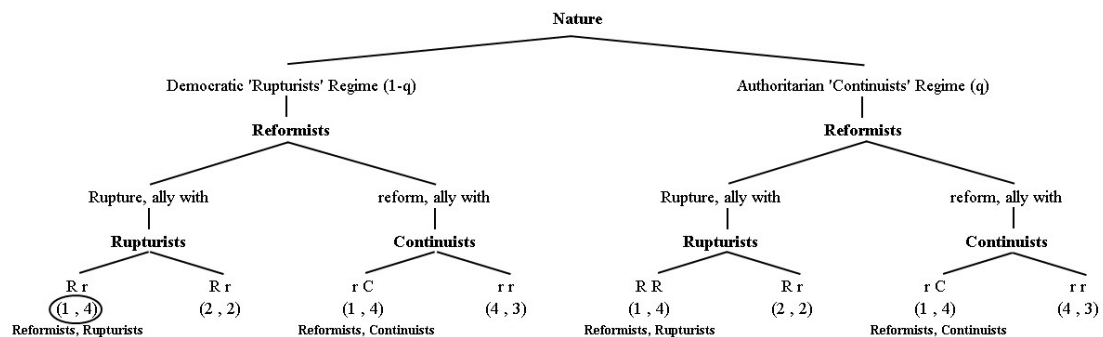 Nature
Democratic 'Rupturists' Regime (1-q) Authoritarian 'Continuists' Regime (q)
Reformists Reformists
Rupture, ally with reform, ally with Rupture, ally with reform, ally with
Rupturists Continuists Rupturists Continuists
R r R r r C r r R R R r r C r r
(1 , 4) (2 , 2) (1 , 4) (4 , 3) (1 , 4) (2 , 2) (1 , 4) (4 , 3)
Reformists, Rupturists Reformists, Continuists Reformists, Rupturists Reformists, Continuists